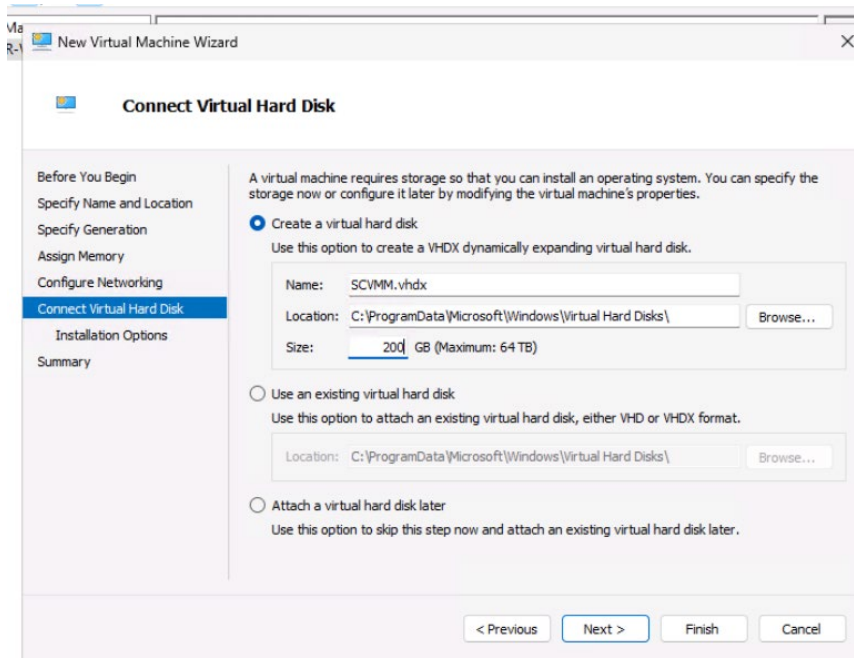 Ma
R-V
New Virtual Machine Wizard
Connect Virtual Hard Disk
Before You Begin
Specify Name and Location
Specify Generation
Assign Memory
Configure Networking
Connect Virtual Hard Disk
Installation Options
Summary
A virtual machine requires storage so that you can install an operating system. You can specify the
storage now or configure it later by modifying the virtual machine's properties.
Create a virtual hard disk
Use this option to create a VHDX dynamically expanding virtual hard disk.
Name: SCVMM.vhdx
Location: C:\ProgramData\Microsoft\Windows\Virtual Hard Disks\ Browse...
Size: 200 GB (Maximum: 64 TB)
Use an existing virtual hard disk
Use this option to attach an existing virtual hard disk, either VHD or VHDX format.
Location: C:\ProgramData\Microsoft\Windows\Virtual Hard Disks\ Browse...
Attach a virtual hard disk later
Use this option to skip this step now and attach an existing virtual hard disk later.
< Previous Next > Finish Cancel